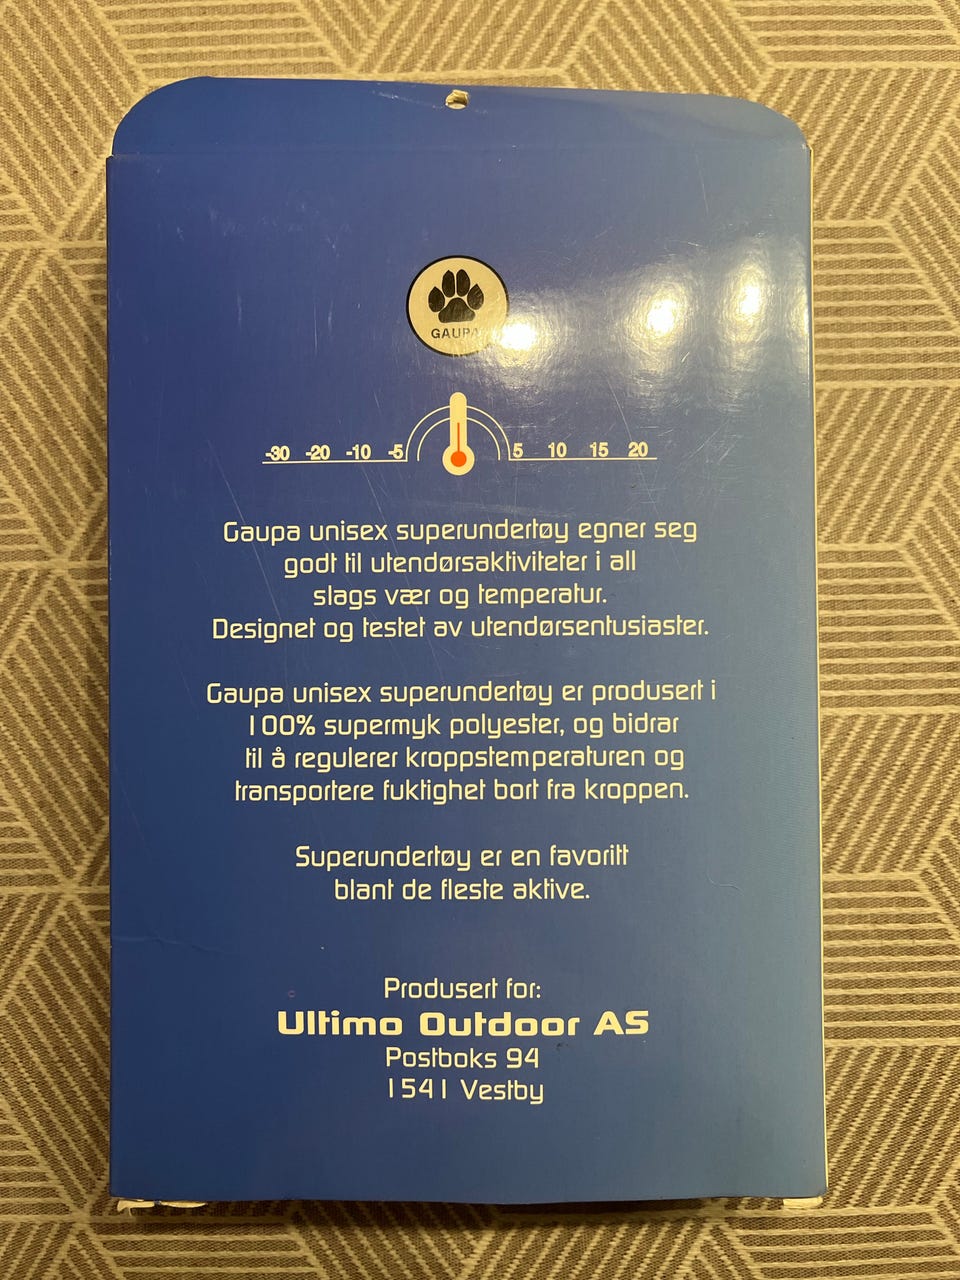 GAUPA
-30 -20 -10 -5 5 10 15 20
Gaupa unisex superundertøy egner seg
godt til utendørsaktiviteter i all
slags vær og temperatur.
Designet og testet av utendørsentusiaster.
Gaupa unisex superundertøy er produsert i
100% supermyk polyester, og bidrar
til å regulerer kroppstemperaturen og
transportere fuktighet bort fra kroppen.
Superundertøy er en favoritt
blant de fleste aktive.
Produsert for:
Ultimo Outdoor AS
Postboks 94
1541 Vestby